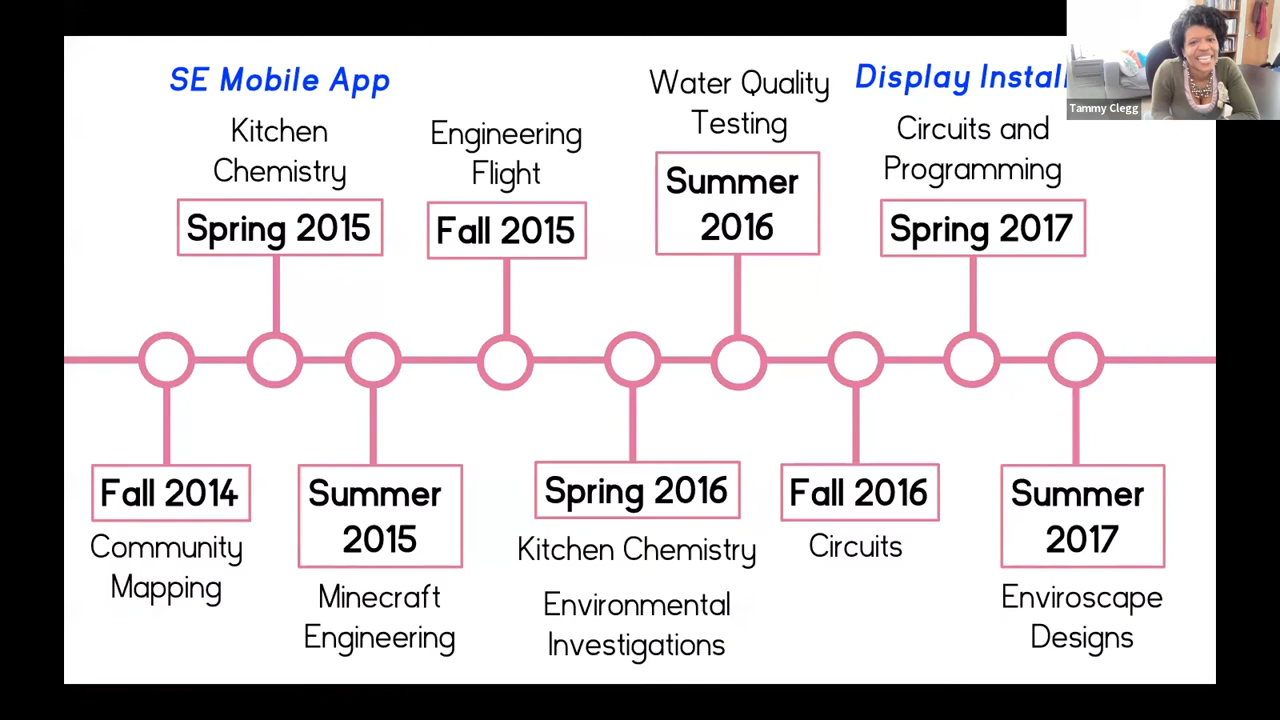 SE Mobile App
Kitchen
Chemistry
Spring 2015
Engineering
Flight
Fall 2015
Water Quality
Testing
Summer
2016
Display Instal
Circuits and
Programming
Spring 2017
Tammy Clegg
Fall 2014
Community
Mapping
Summer
2015
Minecraft
Engineering
Spring 2016
Kitchen Chemistry
Environmental
Investigations
Fall 2016
Circuits
Summer
2017
Enviroscape
Designs